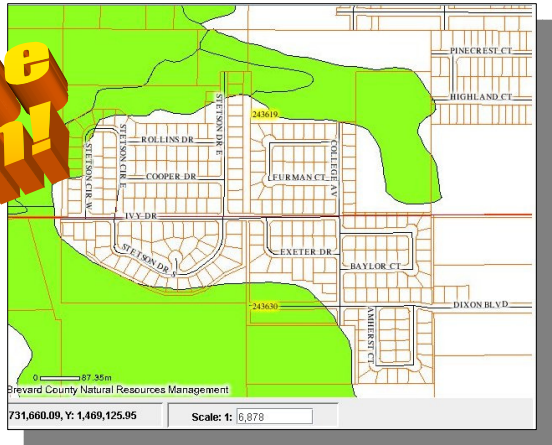 e
n!
PINECREST CT
HIGHLAND CT
243619
STETSON DR E
ROLLINS DR
STETSON CIR W
STETSON CIR E
COLLEGE AV
COOPER DR
FURMAN CT
IVY DR
STETSON DR S
EXETER DR
BAYLOR CT
243630
DIXON BLVD
AMHERST CT
0 87.35m
Brevard County Natural Resources Management
731,660.09, Y: 1,469,125.95 Scale: 1: 6,878